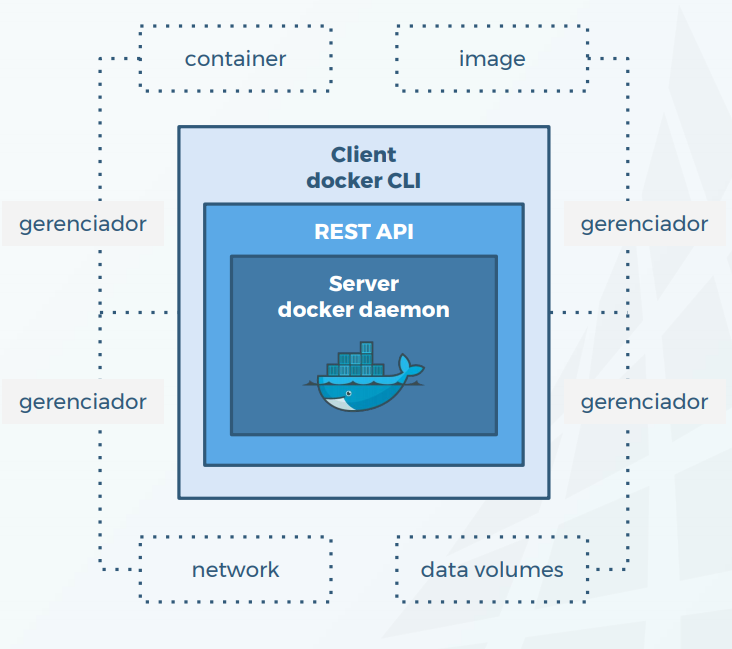 container
image
Client
docker CLI
gerenciador
gerenciador
REST API
Server
docker daemon
gerenciador
gerenciador
network
data volumes